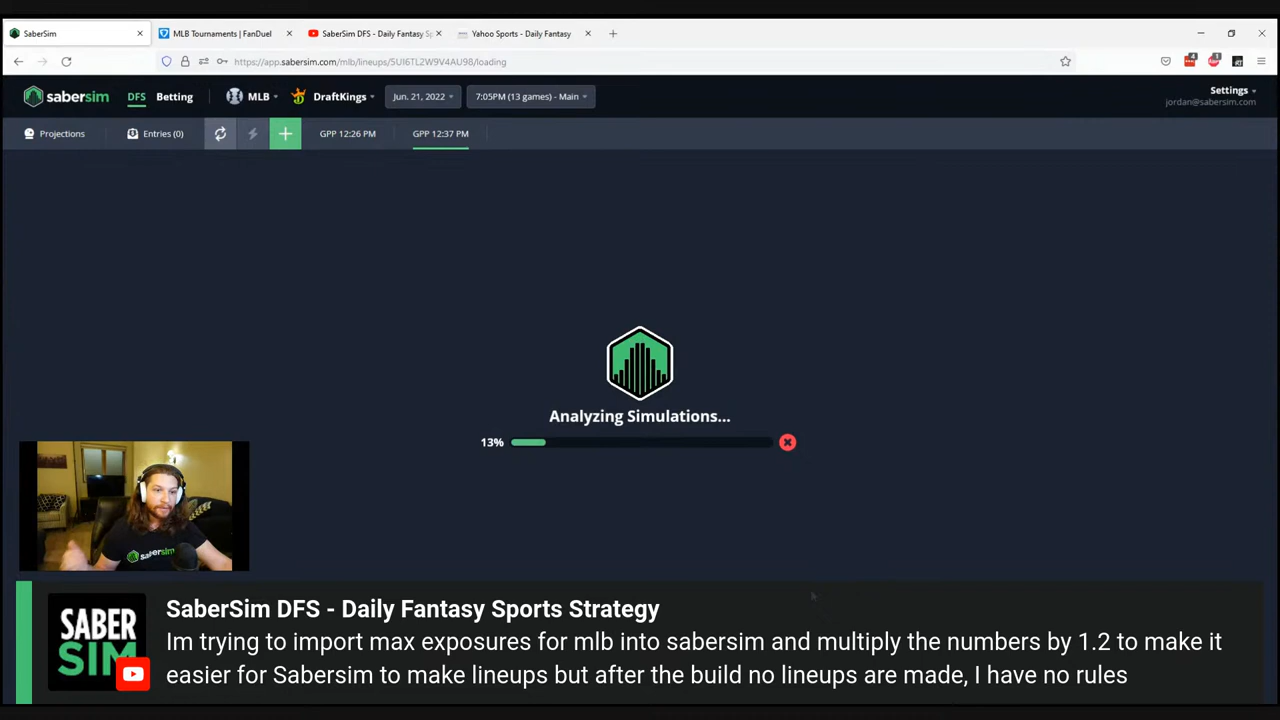 SaberSim
MLB Tournaments | FanDuel
SaberSim DFS - Daily Fantasy Sp
Yahoo Sports - Daily Fantasy
https://app.sabersim.com/mlb/lineups/5UI6TL2W9V4AU98/loading
sabersim
DFS
Betting
MLB
DraftKings
Jun. 21, 2022
7:05PM (13 games) - Main
Settings
jordan@sabersim.com
Projections
Entries (0)
GPP 12:26 PM
GPP 12:37 PM
Analyzing Simulations...
13%
sabersim
SABER
SIM
SaberSim DFS - Daily Fantasy Sports Strategy
Im trying to import max exposures for mlb into sabersim and multiply the numbers by 1.2 to make it
easier for Sabersim to make lineups but after the build no lineups are made, I have no rules